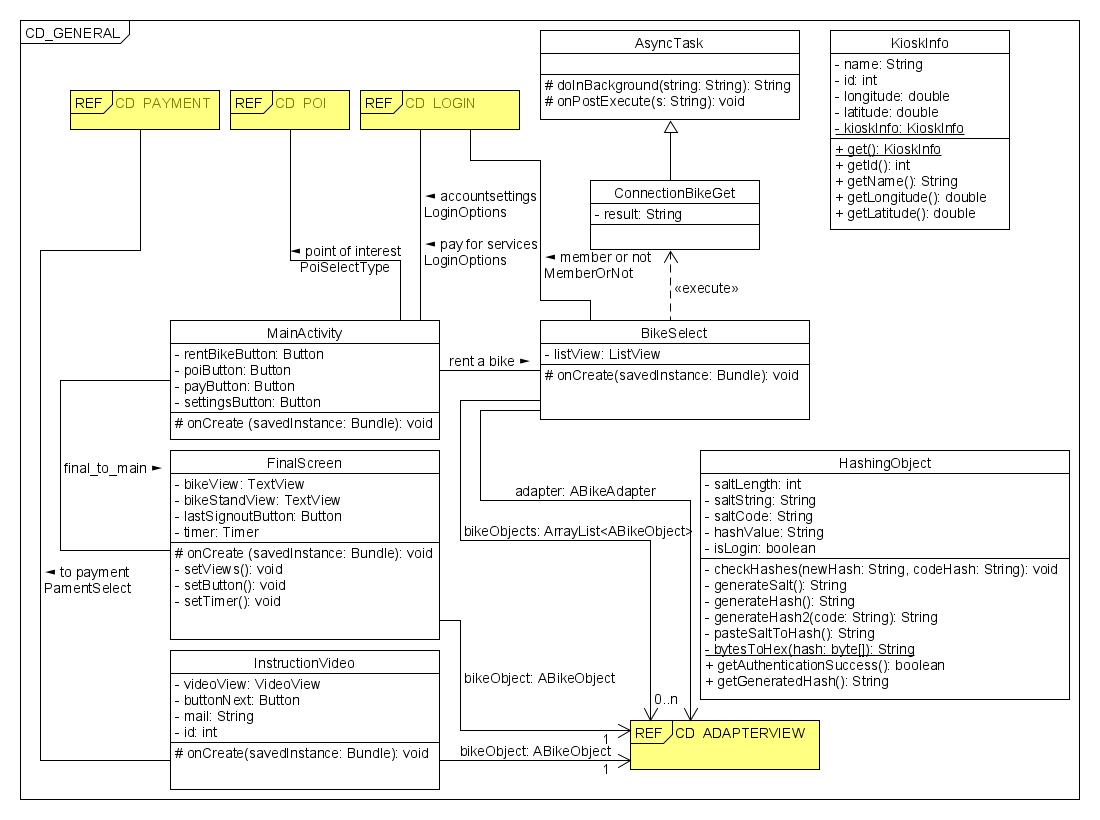 CD_GENERAL
REF CD PAYMENT
REF CD POI
REF CD LOGIN
AsyncTask
# doInBackground(string: String): String
# onPostExecute(s: String): void
KioskInfo
- name: String
- id: int
- longitude: double
- latitude: double
- kioskInfo: KioskInfo
+ get(): KioskInfo
+ getId(): int
+ getName(): String
+ getLongitude(): double
+ getLatitude(): double
ConnectionBikeGet
- result: String
◄ accountsettings
LoginOptions
◄ pay for services
LoginOptions
◄ point of interest
PoiSelectType
◄ member or not
MemberOrNot
«execute»
MainActivity
- rentBikeButton: Button
- poiButton: Button
- payButton: Button
- settingsButton: Button
# onCreate (savedInstance: Bundle): void
rent a bike ►
BikeSelect
- listView: ListView
# onCreate(savedInstance: Bundle): void
final_to_main ►
FinalScreen
- bikeView: TextView
- bikeStandView: TextView
- lastSignoutButton: Button
- timer: Timer
# onCreate (savedInstance: Bundle): void
- setViews(): void
- setButton(): void
- setTimer(): void
adapter: ABikeAdapter
bikeObjects: ArrayList<ABikeObject>
HashingObject
- saltLength: int
- saltString: String
- saltCode: String
- hashValue: String
- isLogin: boolean
- checkHashes(newHash: String, codeHash: String): void
- generateSalt(): String
- generateHash(): String
- generateHash2(code: String): String
- pasteSaltToHash(): String
- bytesToHex(hash: byte[]): String
+ getAuthenticationSuccess(): boolean
+ getGeneratedHash(): String
◄ to payment
PamentSelect
InstructionVideo
- videoView: VideoView
- buttonNext: Button
- mail: String
- id: int
# onCreate(savedInstance: Bundle): void
bikeObject: ABikeObject
1
bikeObject: ABikeObject
1
0..n
REF CD ADAPTERVIEW